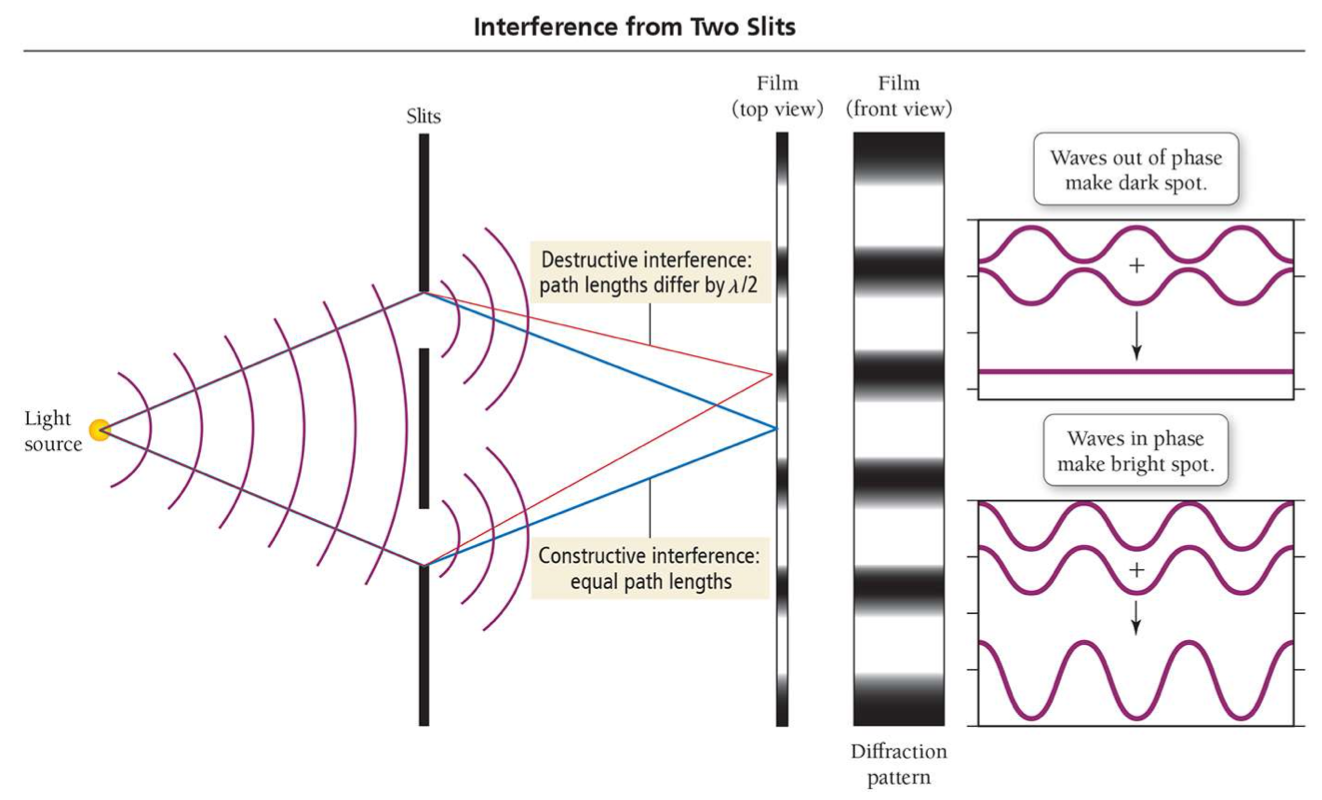 Interference from Two Slits
Slits
Film
(top view)
Film
(front view)
Light
source
Destructive interference:
path lengths differ by λ/2
Constructive interference:
equal path lengths
Diffraction
pattern
Waves out of phase
make dark spot.
+
Waves in phase
make bright spot.
+